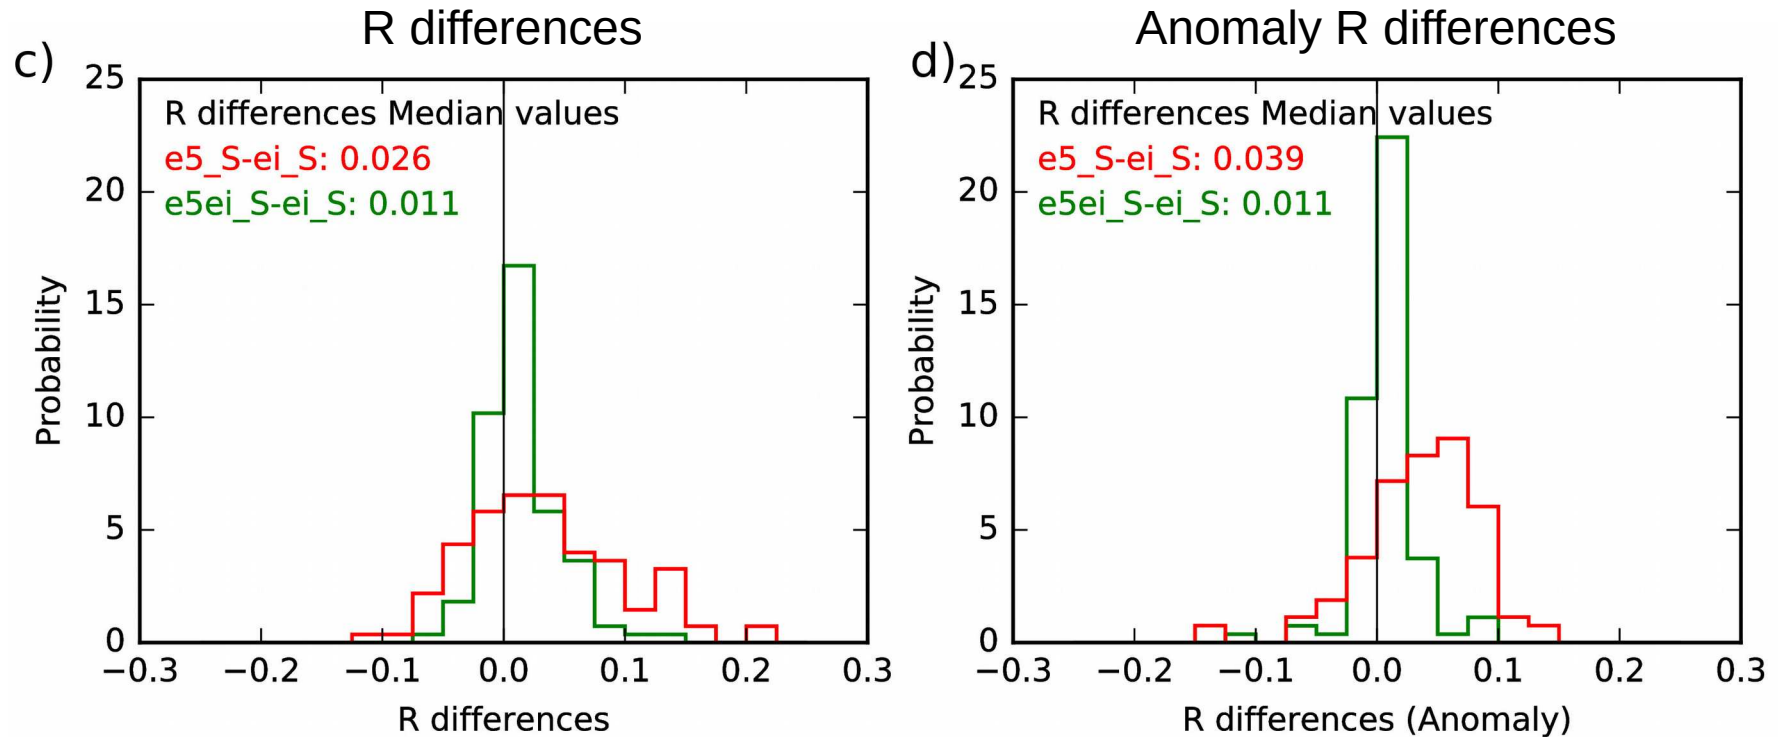 R differences
c)
25
20
15
10
5
0
Probability
R differences Median values
e5_S-ei_S: 0.026
e5ei_S-ei_S: 0.011
−0.3 −0.2 −0.1 0.0 0.1 0.2 0.3
R differences
Anomaly R differences
d)
25
20
15
10
5
0
Probability
R differences Median values
e5_S-ei_S: 0.039
e5ei_S-ei_S: 0.011
−0.3 −0.2 −0.1 0.0 0.1 0.2 0.3
R differences (Anomaly)